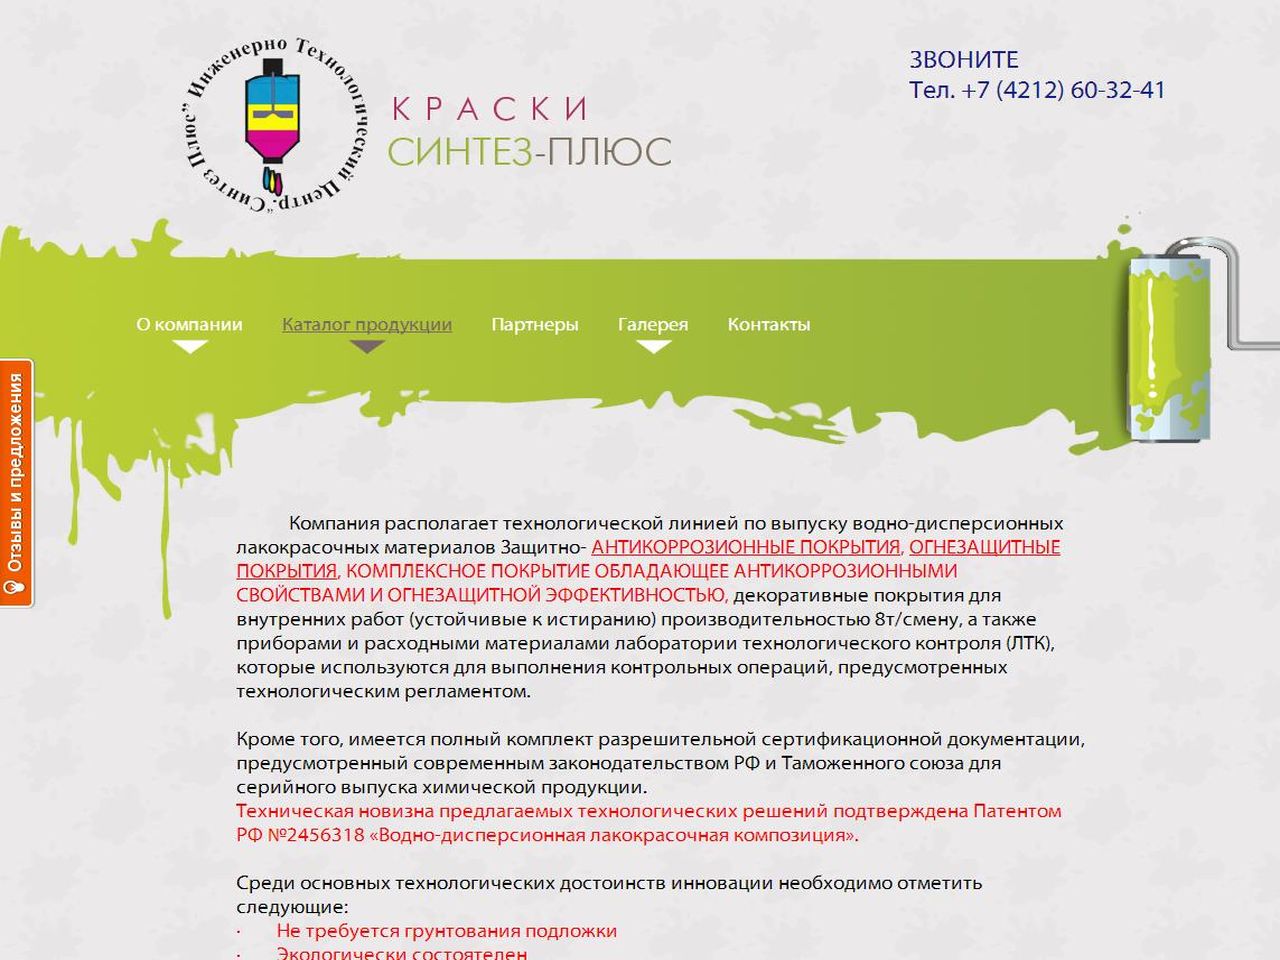 Инженерно Технологический Центр. "Синтез Плюс"
КРАСКИ
СИНТЕЗ-ПЛЮС
ЗВОНИТЕ
Тел. +7 (4212) 60-32-41
О компании
Каталог продукции
Партнеры
Галерея
Контакты
Отзывы и предложения
Компания располагает технологической линией по выпуску водно-дисперсионных
лакокрасочных материалов Защитно- АНТИКОРРОЗИОННЫЕ ПОКРЫТИЯ, ОГНЕЗАЩИТНЫЕ
ПОКРЫТИЯ, КОМПЛЕКСНОЕ ПОКРЫТИЕ ОБЛАДАЮЩЕЕ АНТИКОРРОЗИОННЫМИ
СВОЙСТВАМИ И ОГНЕЗАЩИТНОЙ ЭФФЕКТИВНОСТЬЮ, декоративные покрытия для
внутренних работ (устойчивые к истиранию) производительностью 8т/смену, а также
приборами и расходными материалами лаборатории технологического контроля (ЛТК),
которые используются для выполнения контрольных операций, предусмотренных
технологическим регламентом.
Кроме того, имеется полный комплект разрешительной сертификационной документации,
предусмотренный современным законодательством РФ и Таможенного союза для
серийного выпуска химической продукции.
Техническая новизна предлагаемых технологических решений подтверждена Патентом
РФ №2456318 «Водно-дисперсионная лакокрасочная композиция».
Среди основных технологических достоинств инновации необходимо отметить
следующие:
· Не требуется грунтования подложки
· Экологически состоятелен